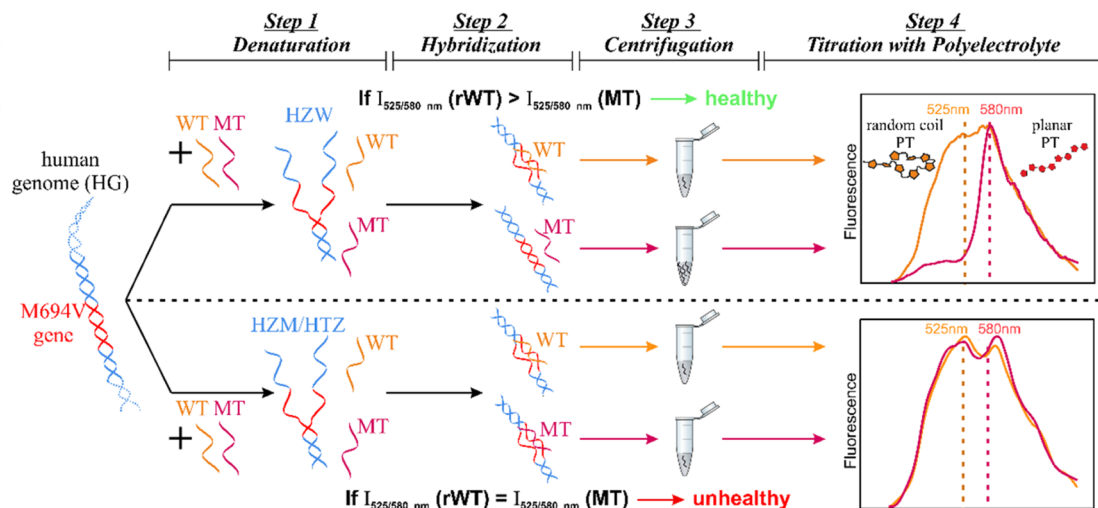 Step 1
Denaturation
Step 2
Hybridization
Step 3
Centrifugation
Step 4
Titration with Polyelectrolyte
If I525/580 nm (rWT) > I525/580 nm (MT) healthy
WT MT
+
HZW
WT
MT
WT
MT
human
genome (HG)
M694V
gene
525nm
580nm
random coil
PT
planar
PT
Fluorescence
HZM/HTZ
WT
MT
WT
MT
WT MT
+
525nm
580nm
Fluorescence
If I525/580 nm (rWT) = I525/580 nm (MT) unhealthy